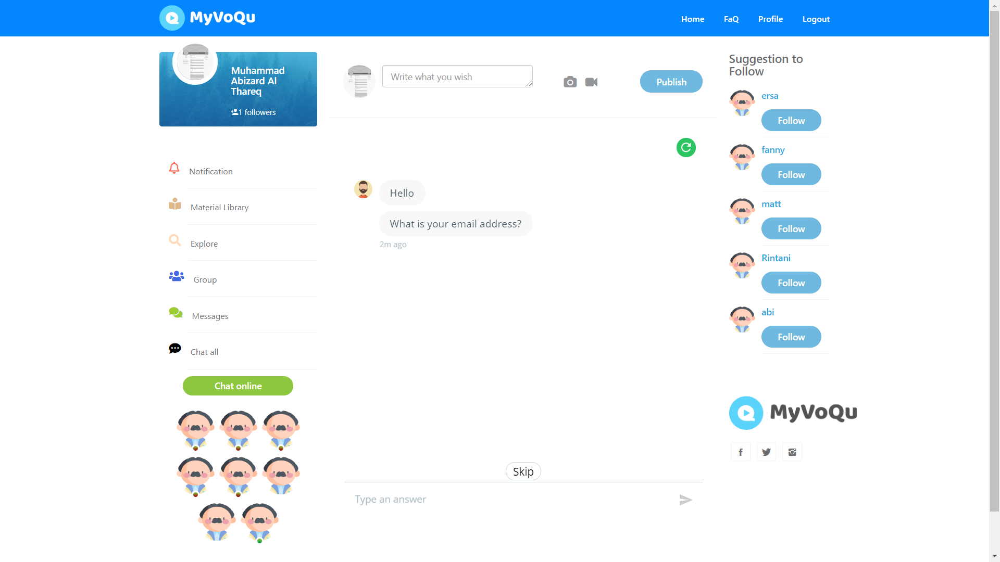 MyVoQu
Home
FaQ
Profile
Logout
Muhammad
Abizard Al
Thareq
1 followers
Notification
Material Library
Explore
Group
Messages
Chat all
Chat online
Write what you wish
Publish
Hello
What is your email address?
2m ago
Skip
Type an answer
Suggestion to
Follow
ersa
Follow
fanny
Follow
matt
Follow
Rintani
Follow
abi
Follow
MyVoQu